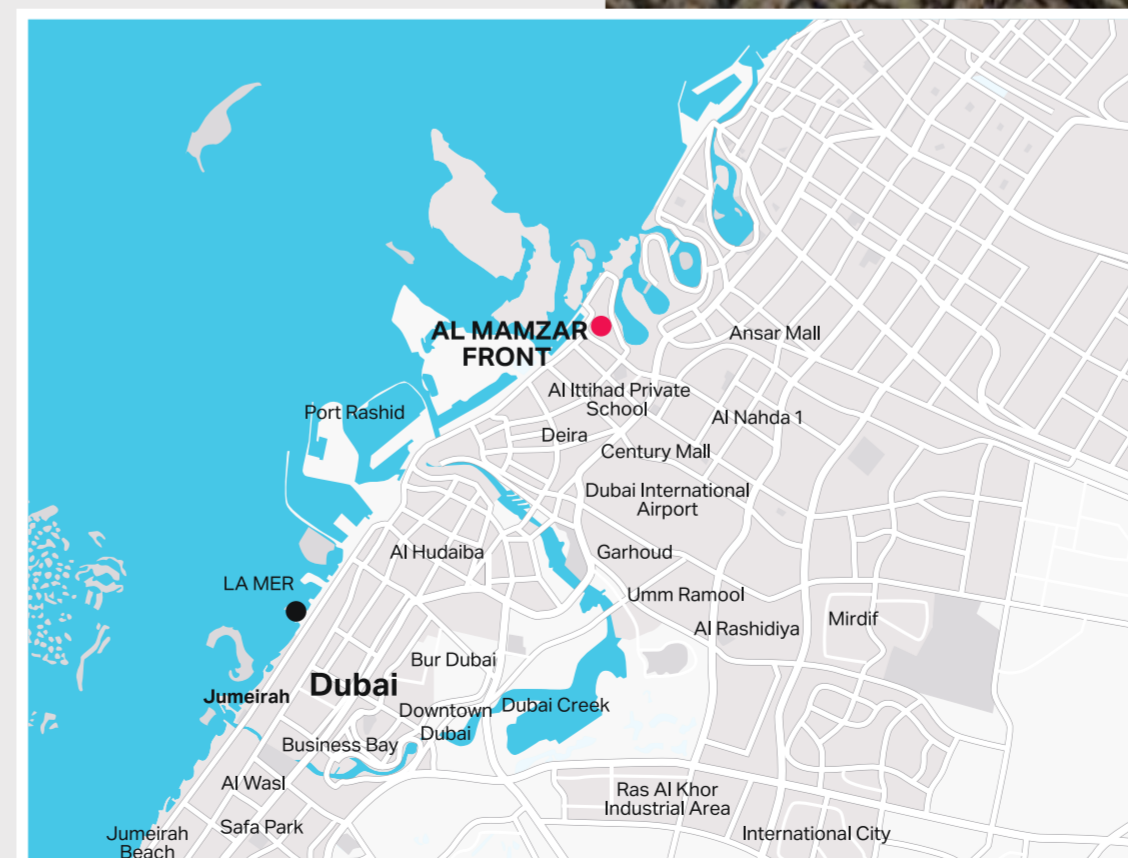 AL MAMZAR
FRONT
Ansar Mall
Al Ittihad Private
School
Port Rashid
Al Nahda 1
Deira
Century Mall
Dubai International
Airport
Al Hudaiba
Garhoud
LA MER
Umm Ramool
Al Rashidiya
Mirdif
Bur Dubai
Dubai
Jumeirah
Downtown
Dubai
Dubai Creek
Business Bay
Al Wasl
Ras Al Khor
Industrial Area
Safa Park
Jumeirah
Beach
International City